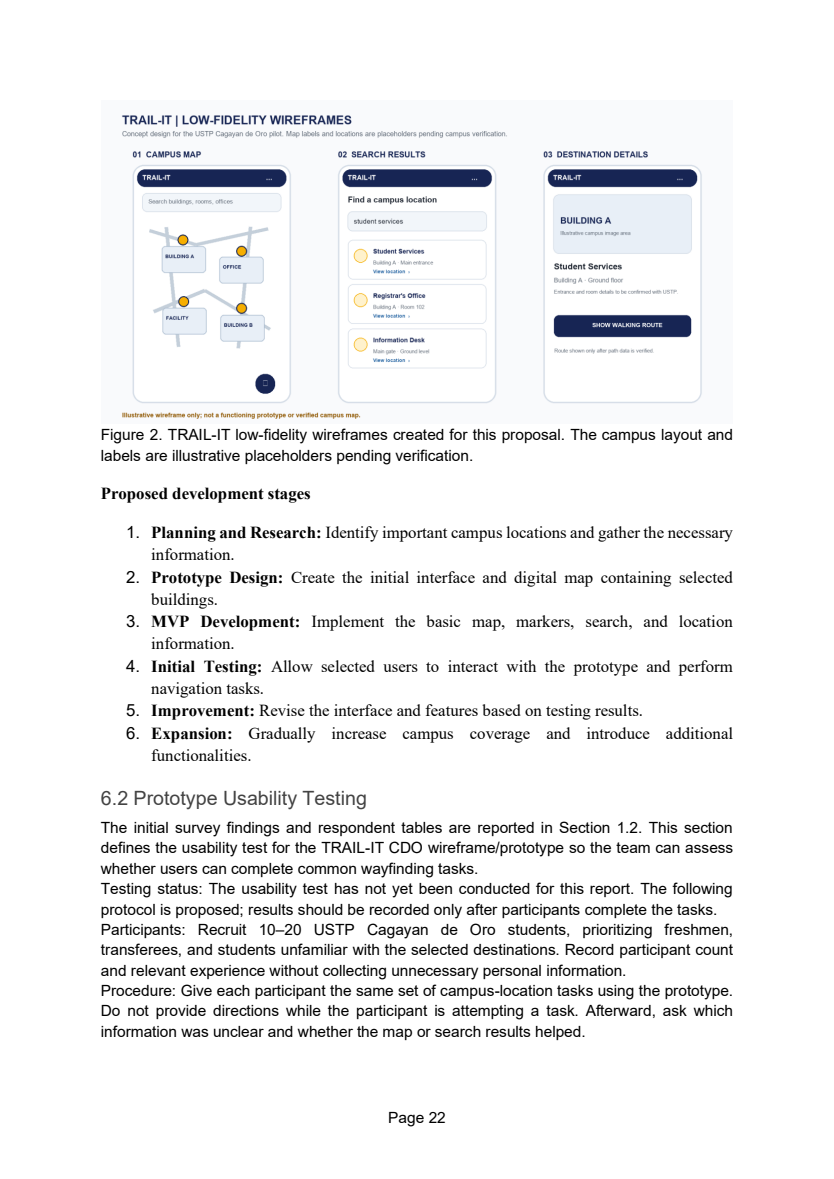 TRAIL-IT | LOW-FIDELITY WIREFRAMES
Concept design for the USTP Cagayan de Oro pilot. Map labels and locations are placeholders pending campus verification.
01 CAMPUS MAP
TRAIL-IT ...
Search buildings, rooms, offices
BUILDING A
OFFICE
FACILITY
BUILDING B
02 SEARCH RESULTS
TRAIL-IT ...
Find a campus location
student services
Student Services
Building A · Main entrance
View location ›
Registrar's Office
Building A · Room 102
View location ›
Information Desk
Main gate · Ground level
View location ›
03 DESTINATION DETAILS
TRAIL-IT ...
BUILDING A
Illustrative campus image area
Student Services
Building A · Ground floor
Entrance and room details to be confirmed with USTP.
SHOW WALKING ROUTE
Route shown only after path data is verified.
Illustrative wireframe only; not a functioning prototype or verified campus map.
Figure 2. TRAIL-IT low-fidelity wireframes created for this proposal. The campus layout and
labels are illustrative placeholders pending verification.
Proposed development stages
1. Planning and Research: Identify important campus locations and gather the necessary
information.
2. Prototype Design: Create the initial interface and digital map containing selected
buildings.
3. MVP Development: Implement the basic map, markers, search, and location
information.
4. Initial Testing: Allow selected users to interact with the prototype and perform
navigation tasks.
5. Improvement: Revise the interface and features based on testing results.
6. Expansion: Gradually increase campus coverage and introduce additional
functionalities.
6.2 Prototype Usability Testing
The initial survey findings and respondent tables are reported in Section 1.2. This section
defines the usability test for the TRAIL-IT CDO wireframe/prototype so the team can assess
whether users can complete common wayfinding tasks.
Testing status: The usability test has not yet been conducted for this report. The following
protocol is proposed; results should be recorded only after participants complete the tasks.
Participants: Recruit 10–20 USTP Cagayan de Oro students, prioritizing freshmen,
transferees, and students unfamiliar with the selected destinations. Record participant count
and relevant experience without collecting unnecessary personal information.
Procedure: Give each participant the same set of campus-location tasks using the prototype.
Do not provide directions while the participant is attempting a task. Afterward, ask which
information was unclear and whether the map or search results helped.
Page 22